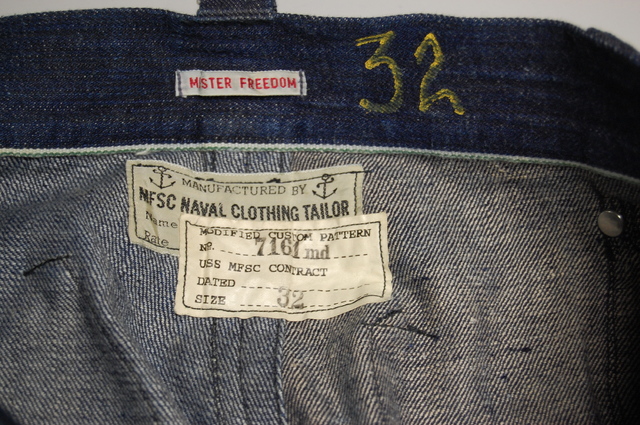 MISTER FREEDOM
32
MANUFACTURED BY
MFSC NAVAL CLOTHING TAILOR
Name
Rate
MODIFIED CUSTOM PATTERN
No. 7161 md
USS MFSC CONTRACT
DATED
SIZE 32